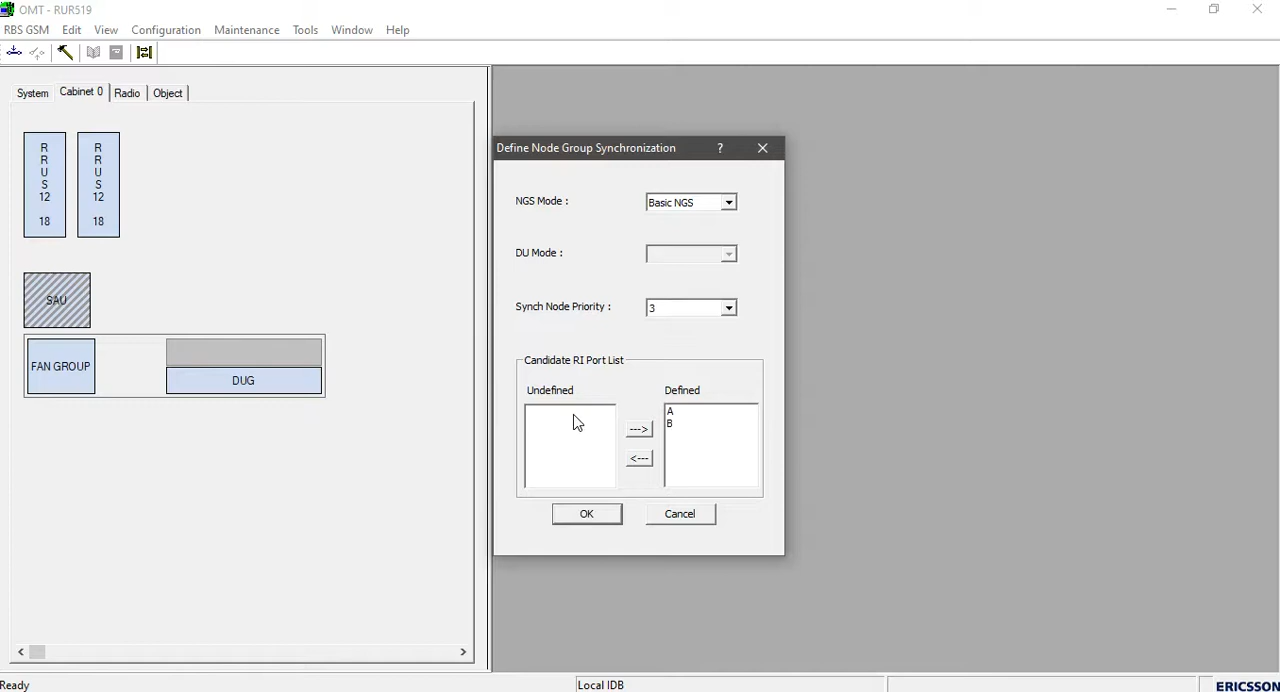 OMT - RUR519
RBS GSM Edit View Configuration Maintenance Tools Window Help
System Cabinet 0 Radio Object
R
R
U
S
12
18
R
R
U
S
12
18
SAU
FAN GROUP
DUG
Define Node Group Synchronization ?
NGS Mode : Basic NGS
DU Mode :
Synch Node Priority : 3
Candidate RI Port List
Undefined Defined
A
B
--->
<---
OK Cancel
Ready Local IDB ERICSSON